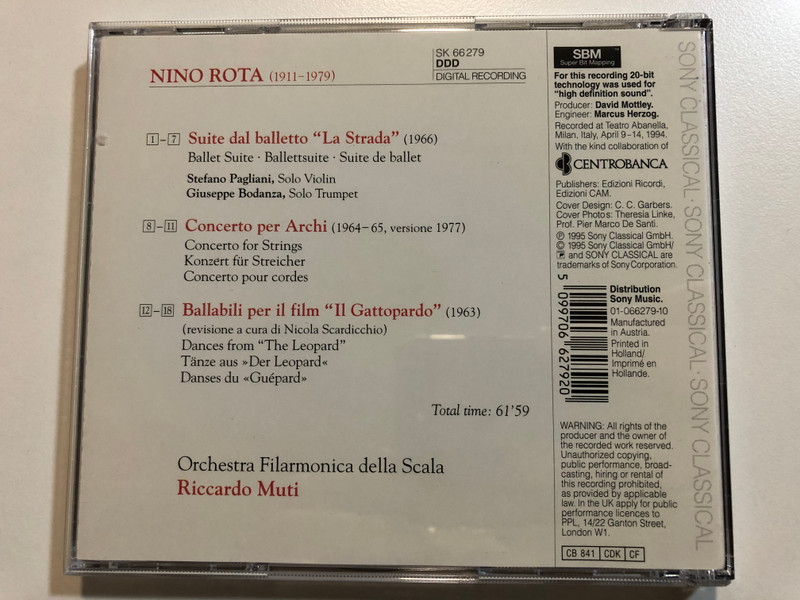 NINO ROTA (1911–1979)
SK 66279
DDD
DIGITAL RECORDING
1–7 Suite dal balletto “La Strada” (1966)
Ballet Suite · Ballettsuite · Suite de ballet
Stefano Pagliani, Solo Violin
Giuseppe Bodanza, Solo Trumpet
8–11 Concerto per Archi (1964–65, versione 1977)
Concerto for Strings
Konzert für Streicher
Concerto pour cordes
12–18 Ballabili per il film “Il Gattopardo” (1963)
(revisione a cura di Nicola Scardicchio)
Dances from “The Leopard”
Tänze aus »Der Leopard«
Danses du «Guépard»
Total time: 61’59
Orchestra Filarmonica della Scala
Riccardo Muti
SBM
Super Bit Mapping
For this recording 20-bit
technology was used for
“high definition sound”.
Producer: David Mottley.
Engineer: Marcus Herzog.
Recorded at Teatro Abanella,
Milan, Italy, April 9–14, 1994.
With the kind collaboration of
CENTROBANCA
Publishers: Edizioni Ricordi,
Edizioni CAM.
Cover Design: C. C. Garbers.
Cover Photos: Theresia Linke,
Prof. Pier Marco De Santi.
℗ 1995 Sony Classical GmbH.
© 1995 Sony Classical GmbH/
and SONY CLASSICAL are
trademarks of Sony Corporation.
5 099706 627920
Distribution
Sony Music.
01-066279-10
Manufactured
in Austria.
Printed in
Holland/
Imprimé en
Hollande.
WARNING: All rights of the
producer and the owner of
the recorded work reserved.
Unauthorized copying,
public performance, broad-
casting, hiring or rental of
this recording prohibited,
as provided by applicable
law. In the UK apply for public
performance licences to
PPL, 14/22 Ganton Street,
London W1.
CB 841 CDK CF
SONY CLASSICAL · SONY CLASSICAL · SONY CLASSICAL